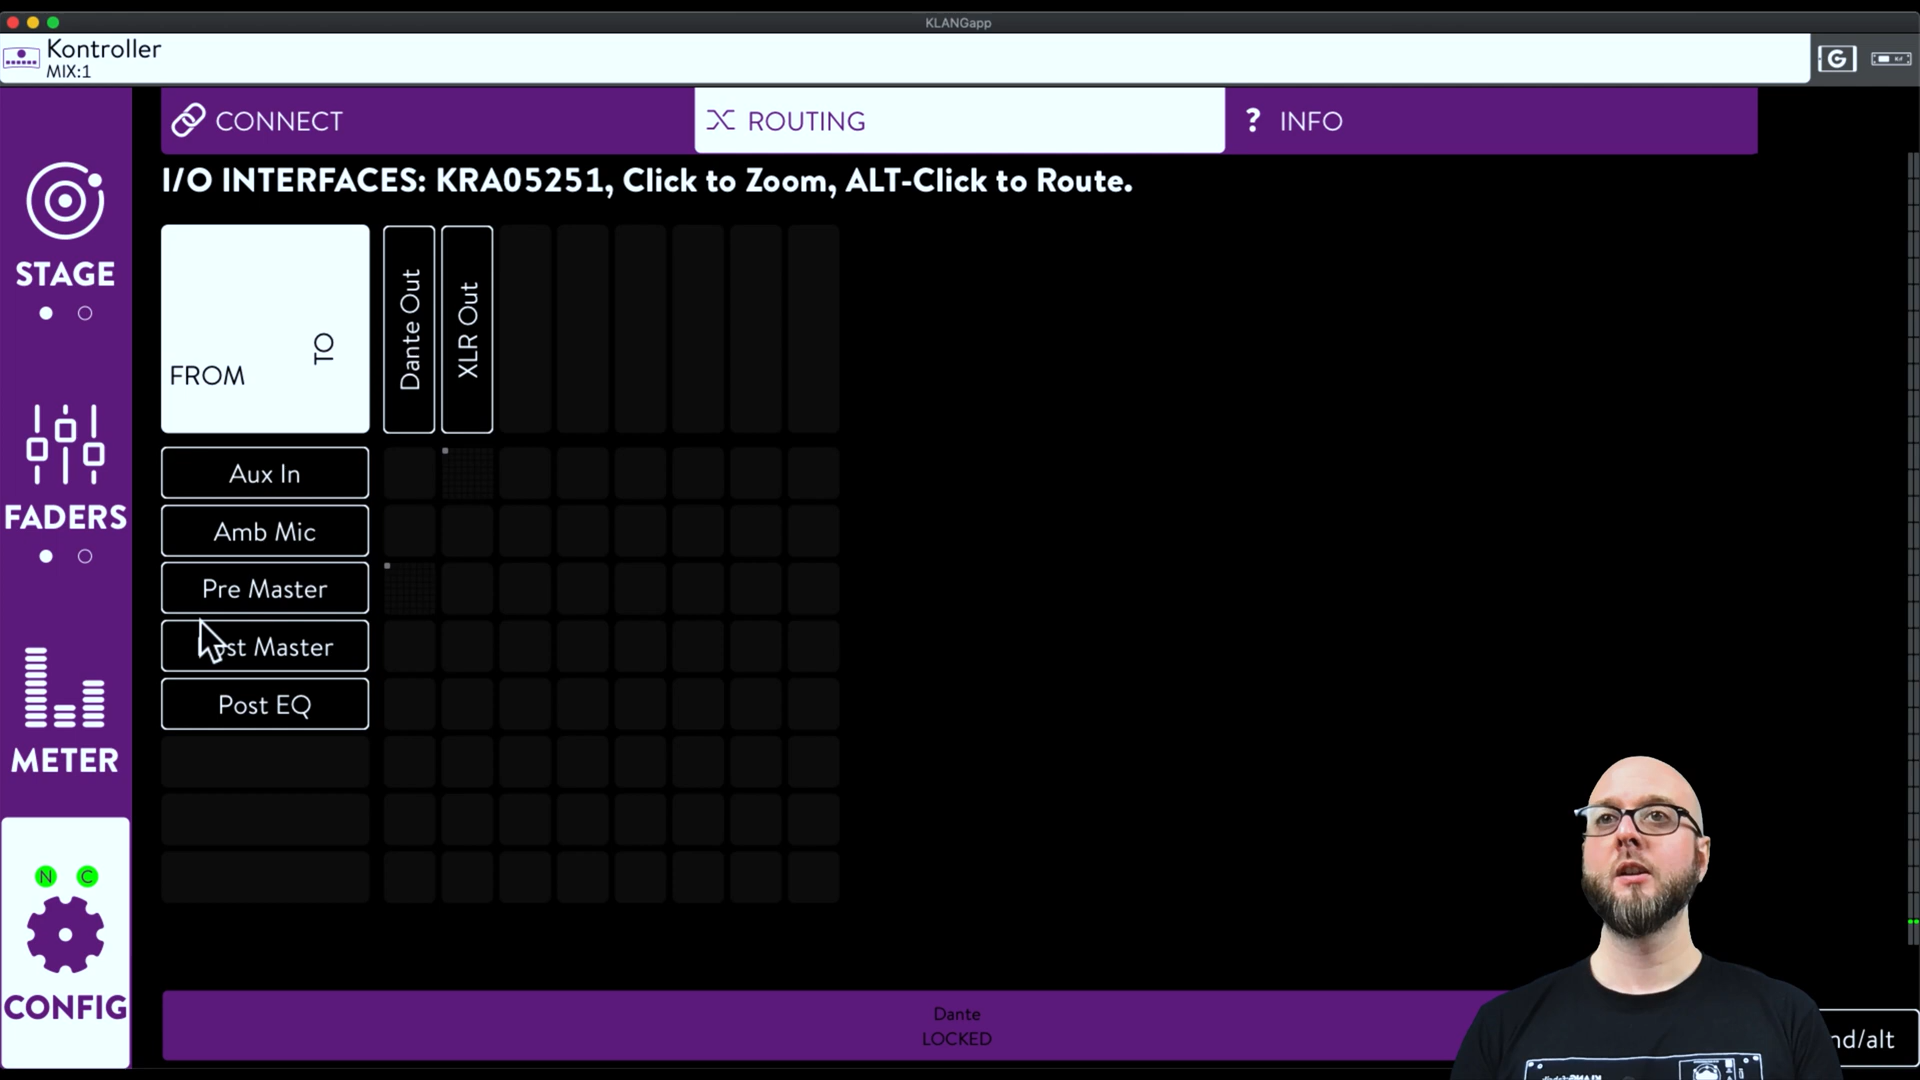 KLANGapp
Kontroller
MIX:1
CONNECT
ROUTING
? INFO
I/O INTERFACES: KRA05251, Click to Zoom, ALT-Click to Route.
STAGE
FROM
TO
Dante Out
XLR Out
Aux In
Amb Mic
Pre Master
st Master
Post EQ
FADERS
METER
N C
CONFIG
Dante
LOCKED
nd/alt